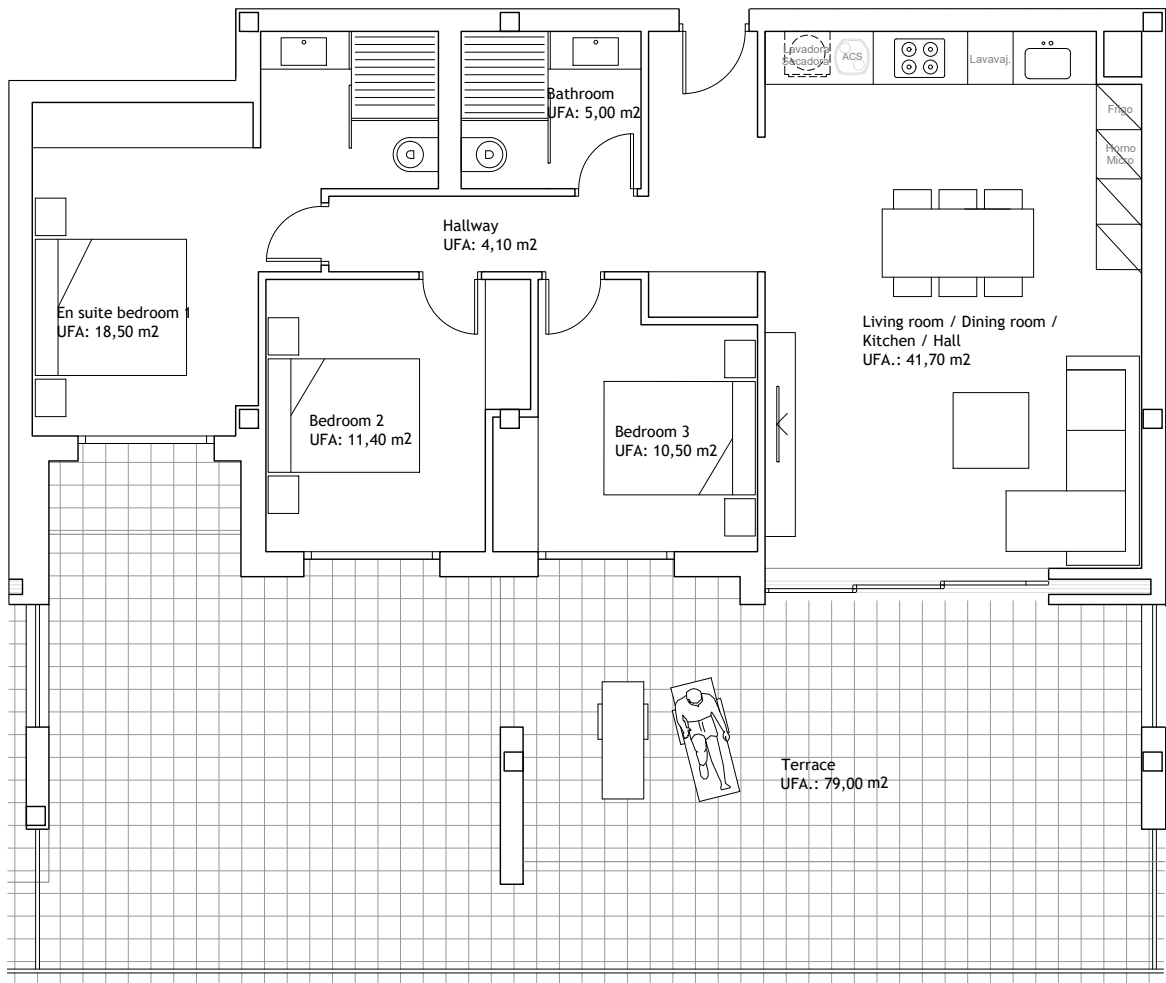 Lavadora
Secadora
ACS
Lavavaj.
Bathroom
UFA: 5,00 m2
Frigo
Horno
Micro
Hallway
UFA: 4,10 m2
En suite bedroom 1
UFA: 18,50 m2
Living room / Dining room /
Kitchen / Hall
UFA.: 41,70 m2
Bedroom 2
UFA: 11,40 m2
Bedroom 3
UFA: 10,50 m2
Terrace
UFA.: 79,00 m2